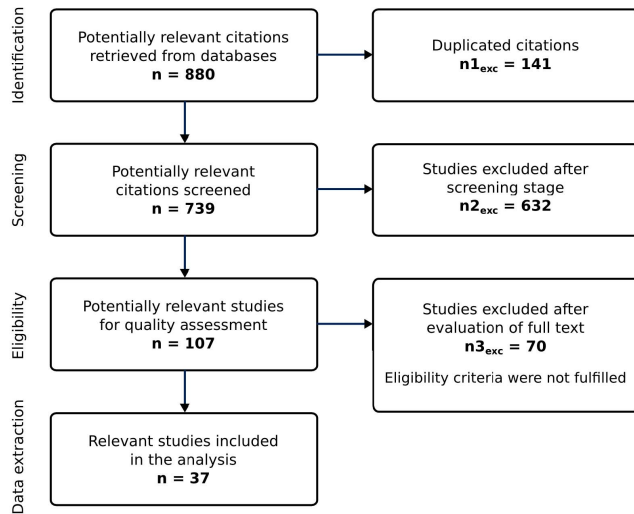 Identification
Potentially relevant citations
retrieved from databases
n = 880
Duplicated citations
n1exc = 141
Screening
Potentially relevant
citations screened
n = 739
Studies excluded after
screening stage
n2exc = 632
Eligibility
Potentially relevant studies
for quality assessment
n = 107
Studies excluded after
evaluation of full text
n3exc = 70
Eligibility criteria were not fulfilled
Data extraction
Relevant studies included
in the analysis
n = 37